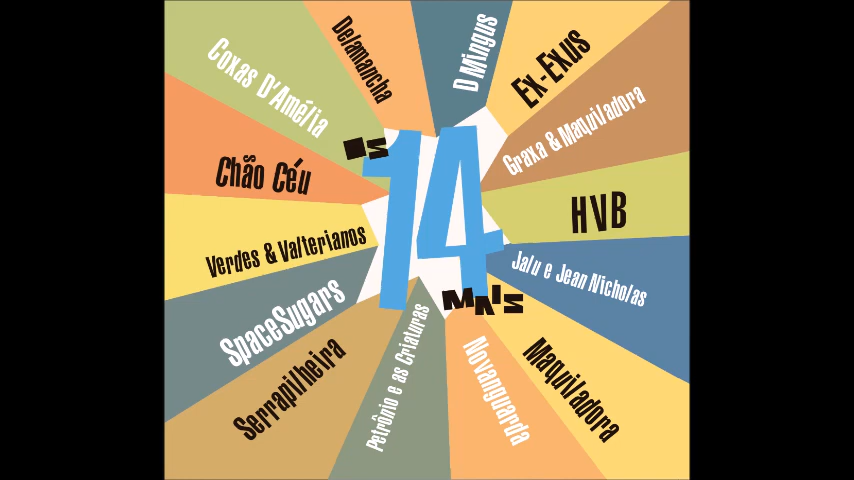 Coxas D'Amélia
Delamancha
D Mingus
Ex-Exus
Graxa & Maquiladora
HVB
Jalu e Jean Nicholas
Maquiladora
Novanguarda
Petrônio e as Criaturas
Serrapilheira
SpaceSugars
Verdes & Valterianos
Chão Céu
14
MAIS